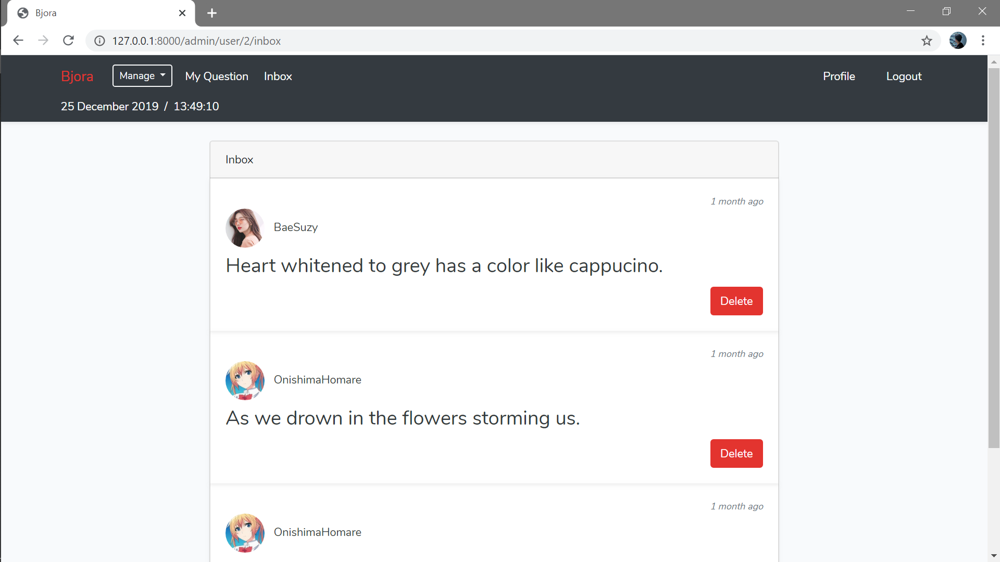 Bjora
127.0.0.1:8000/admin/user/2/inbox
Bjora Manage My Question Inbox Profile Logout
25 December 2019 / 13:49:10
Inbox
1 month ago
BaeSuzy
Heart whitened to grey has a color like cappucino.
Delete
1 month ago
OnishimaHomare
As we drown in the flowers storming us.
Delete
1 month ago
OnishimaHomare